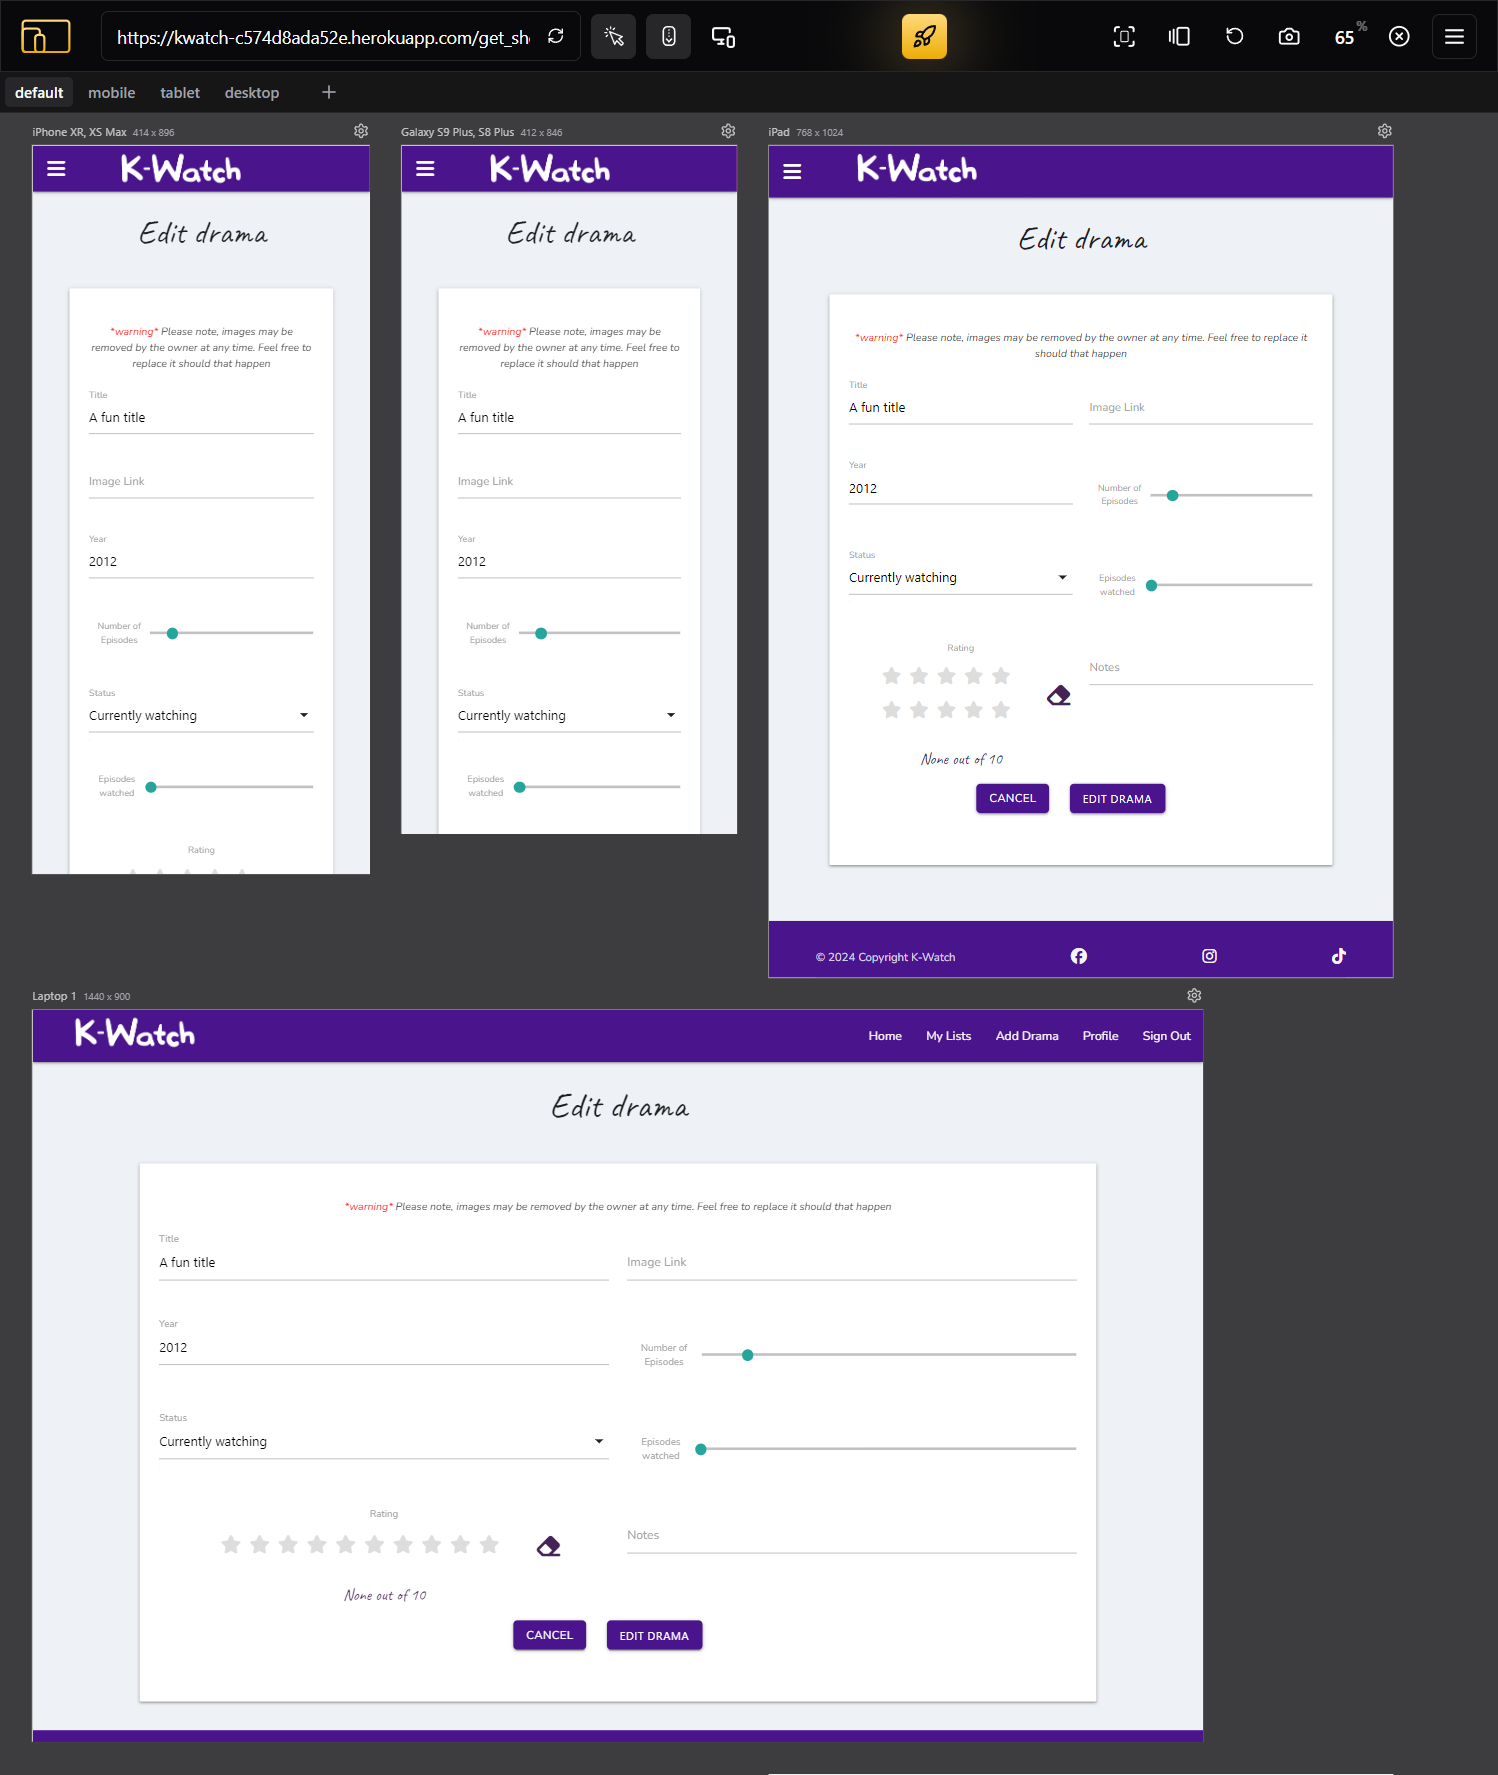 https://kwatch-c574d8ada52e.herokuapp.com/get_sh
65 %
default mobile tablet desktop
iPhone XR, XS Max 414 x 896
K-Watch
Edit drama
*warning* Please note, images may be
removed by the owner at any time. Feel free to
replace it should that happen
Title
A fun title
Image Link
Year
2012
Number of
Episodes
Status
Currently watching
Episodes
watched
Rating
Galaxy S9 Plus, S8 Plus 412 x 846
K-Watch
Edit drama
*warning* Please note, images may be
removed by the owner at any time. Feel free to
replace it should that happen
Title
A fun title
Image Link
Year
2012
Number of
Episodes
Status
Currently watching
Episodes
watched
iPad 768 x 1024
K-Watch
Edit drama
*warning* Please note, images may be removed by the owner at any time. Feel free to replace it
should that happen
Title
A fun title
Image Link
Year
2012
Number of
Episodes
Status
Currently watching
Episodes
watched
Rating
Notes
None out of 10
CANCEL EDIT DRAMA
© 2024 Copyright K-Watch
Laptop 1 1440 x 900
K-Watch
Home My Lists Add Drama Profile Sign Out
Edit drama
*warning* Please note, images may be removed by the owner at any time. Feel free to replace it should that happen
Title
A fun title
Image Link
Year
2012
Number of
Episodes
Status
Currently watching
Episodes
watched
Rating
Notes
None out of 10
CANCEL EDIT DRAMA